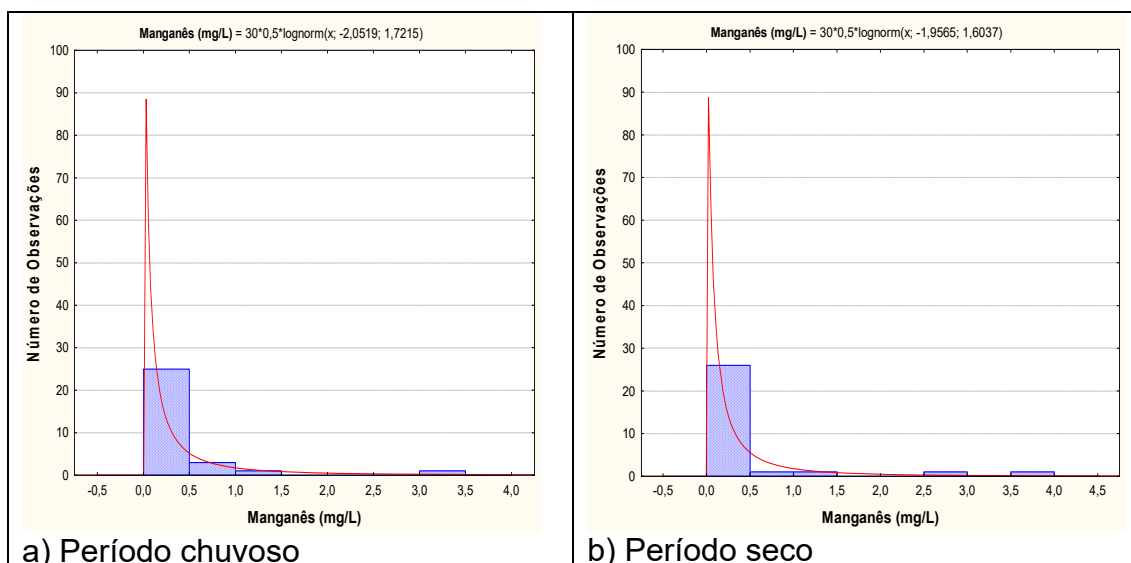 Manganês (mg/L) = 30*0,5*lognorm(x; -2,0519; 1,7215)
100
90
80
70
60
50
40
30
20
10
0
Número de Observações
-0,5 0,0 0,5 1,0 1,5 2,0 2,5 3,0 3,5 4,0
Manganês (mg/L)
a) Período chuvoso
Manganês (mg/L) = 30*0,5*lognorm(x; -1,9565; 1,6037)
100
90
80
70
60
50
40
30
20
10
0
Número de Observações
-0,5 0,0 0,5 1,0 1,5 2,0 2,5 3,0 3,5 4,0 4,5
Manganês (mg/L)
b) Período seco